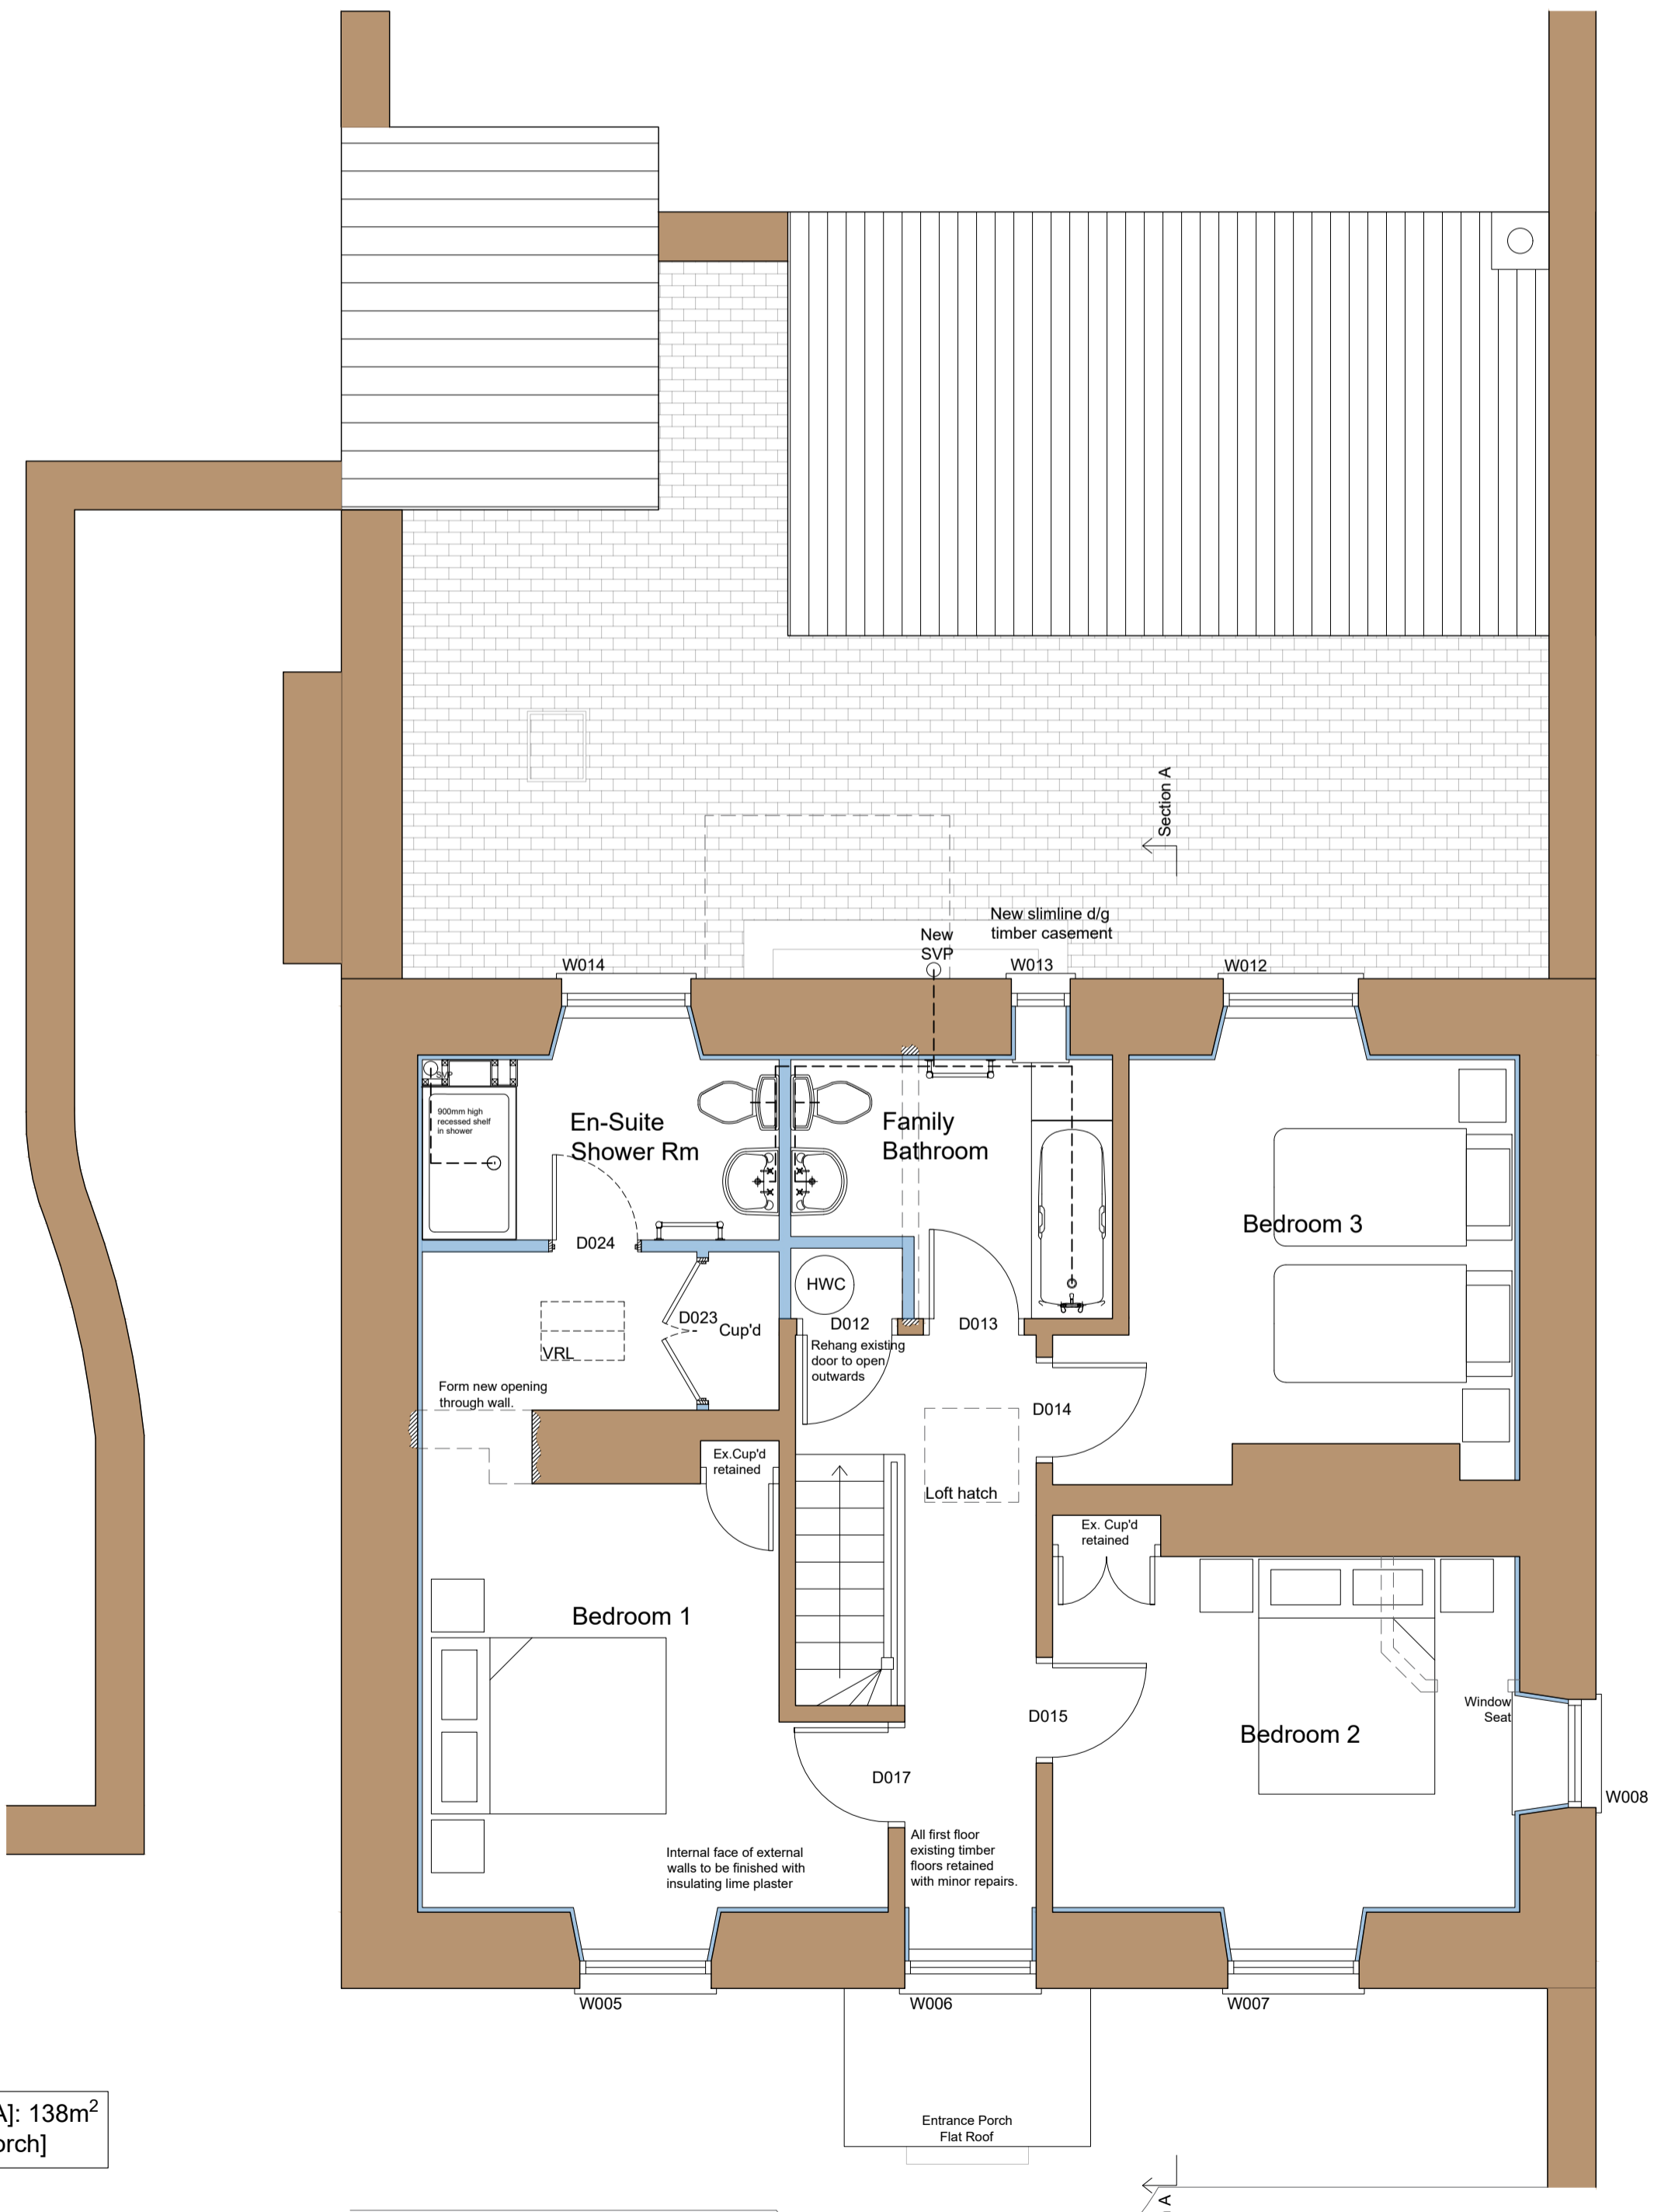 Section A
New slimline d/g
timber casement
New
SVP
W014
W013
W012
SVP
900mm high
recessed shelf
in shower
En-Suite
Shower Rm
Family
Bathroom
Bedroom 3
D024
HWC
D023
Cup'd
D012
D013
Rehang existing
door to open
outwards
VRL
Form new opening
through wall.
D014
Ex.Cup'd
retained
Loft hatch
Ex. Cup'd
retained
Bedroom 1
Window
Seat
D015
Bedroom 2
D017
W008
Internal face of external
walls to be finished with
insulating lime plaster
All first floor
existing timber
floors retained
with minor repairs.
W005
W006
W007
A]: 138m²
orch]
Entrance Porch
Flat Roof
A